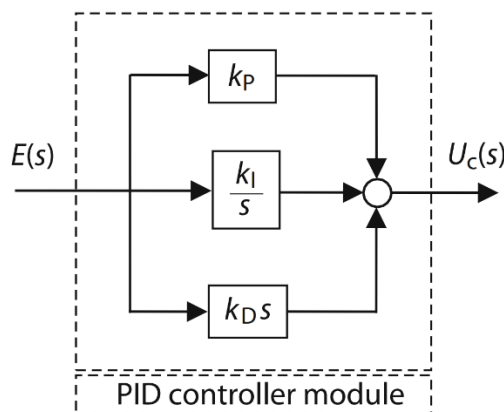 k_P
E(s)
U_c(s)
k_I
s
k_D s
PID controller module